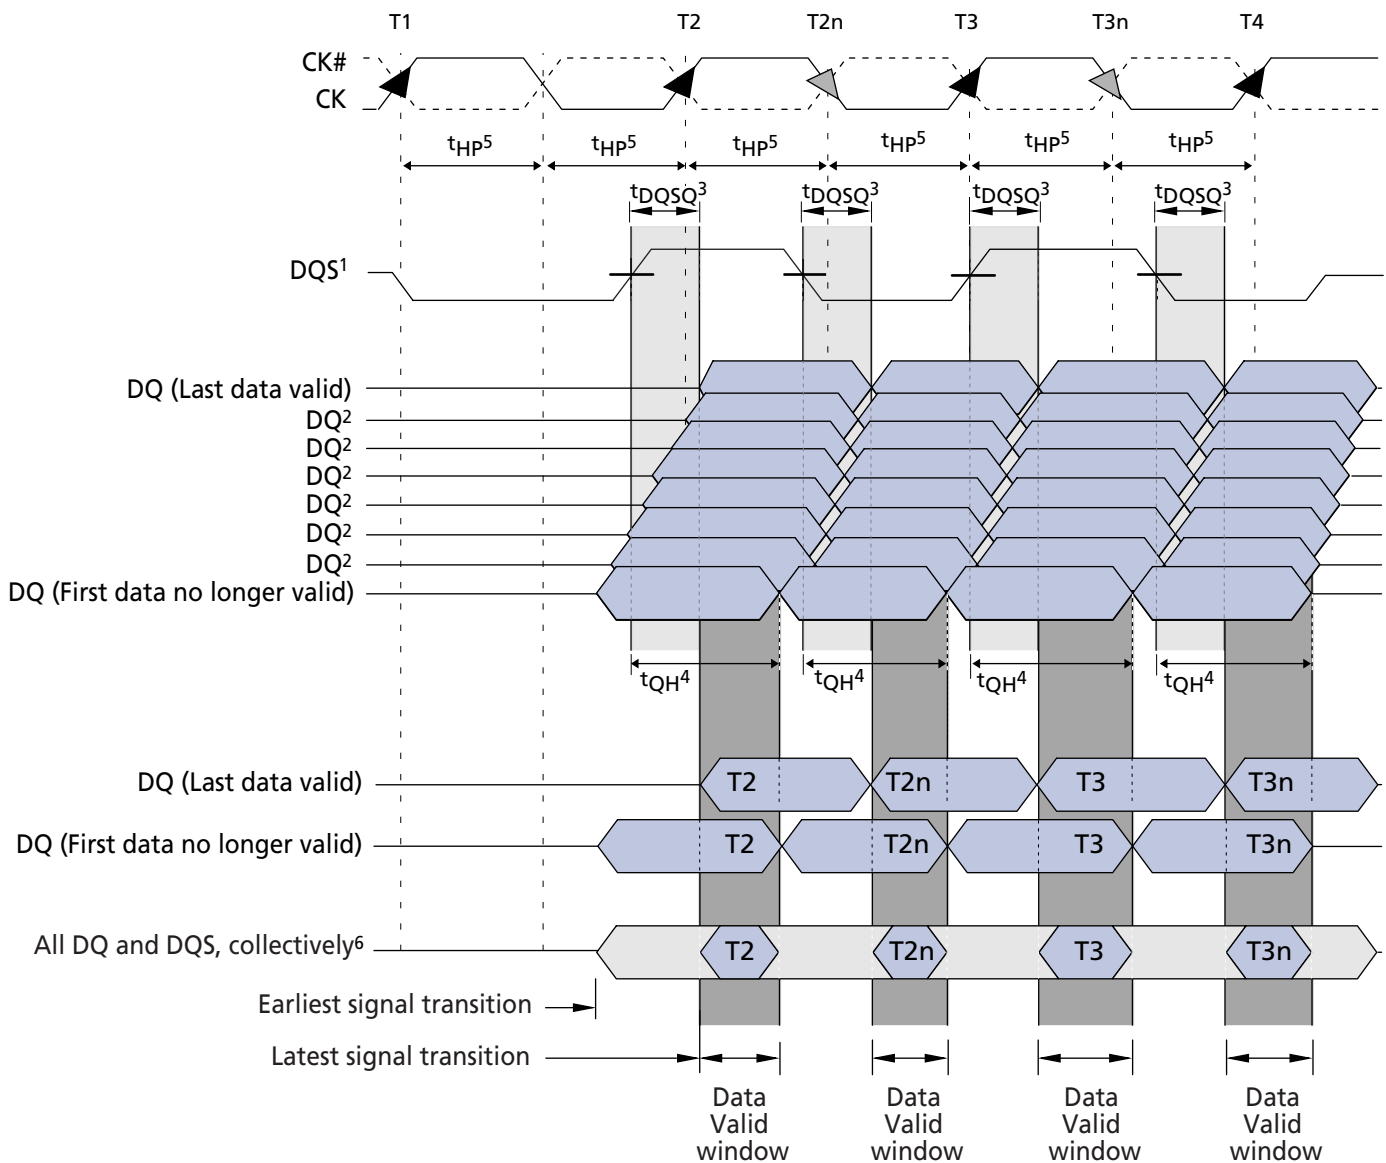 T1 T2 T2n T3 T3n T4
CK#
CK
tHP5 tHP5 tHP5 tHP5 tHP5 tHP5
tDQSQ3 tDQSQ3 tDQSQ3 tDQSQ3
DQS1
DQ (Last data valid)
DQ2
DQ2
DQ2
DQ2
DQ2
DQ2
DQ (First data no longer valid)
tQH4 tQH4 tQH4 tQH4
DQ (Last data valid) T2 T2n T3 T3n
DQ (First data no longer valid) T2 T2n T3 T3n
All DQ and DQS, collectively6 T2 T2n T3 T3n
Earliest signal transition
Latest signal transition
Data Data Data Data
Valid Valid Valid Valid
window window window window